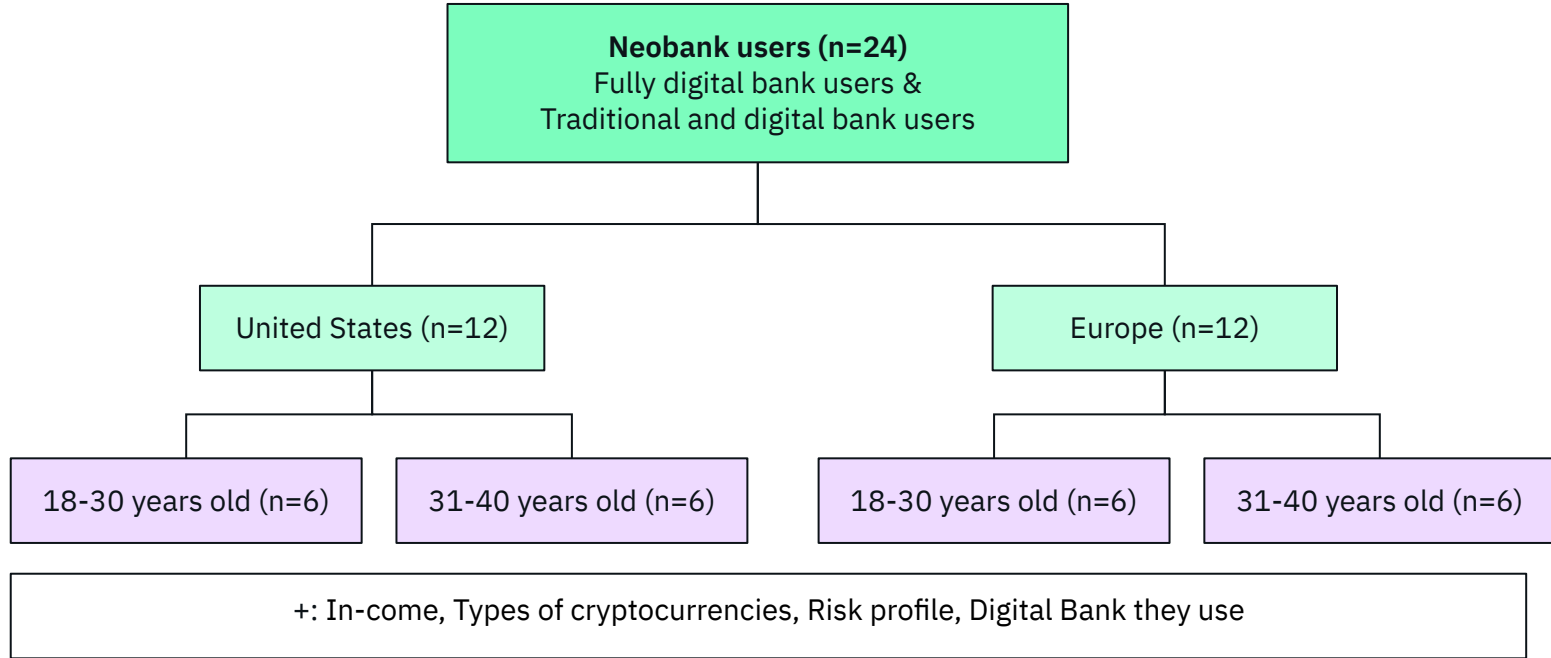 Neobank users (n=24)
Fully digital bank users &
Traditional and digital bank users
United States (n=12)
Europe (n=12)
18-30 years old (n=6)
31-40 years old (n=6)
18-30 years old (n=6)
31-40 years old (n=6)
+: In-come, Types of cryptocurrencies, Risk profile, Digital Bank they use